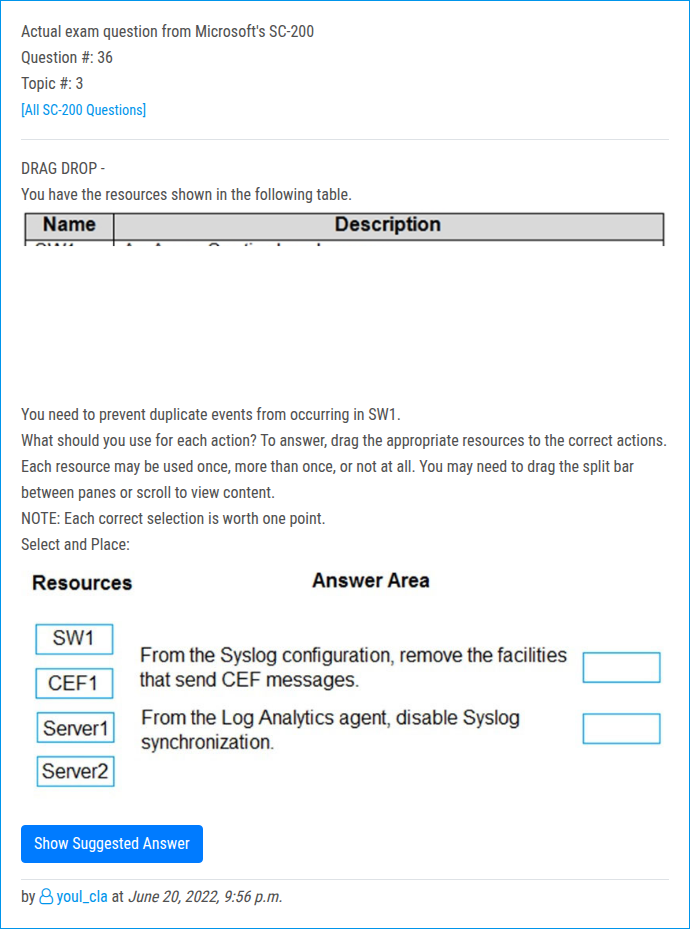 Actual exam question from Microsoft's SC-200
Question #: 36
Topic #: 3
[All SC-200 Questions]
DRAG DROP -
You have the resources shown in the following table.
Name Description
You need to prevent duplicate events from occurring in SW1.
What should you use for each action? To answer, drag the appropriate resources to the correct actions.
Each resource may be used once, more than once, or not at all. You may need to drag the split bar
between panes or scroll to view content.
NOTE: Each correct selection is worth one point.
Select and Place:
Resources Answer Area
SW1
From the Syslog configuration, remove the facilities
that send CEF messages.
CEF1
Server1
From the Log Analytics agent, disable Syslog
synchronization.
Server2
Show Suggested Answer
by youl_cla at June 20, 2022, 9:56 p.m.